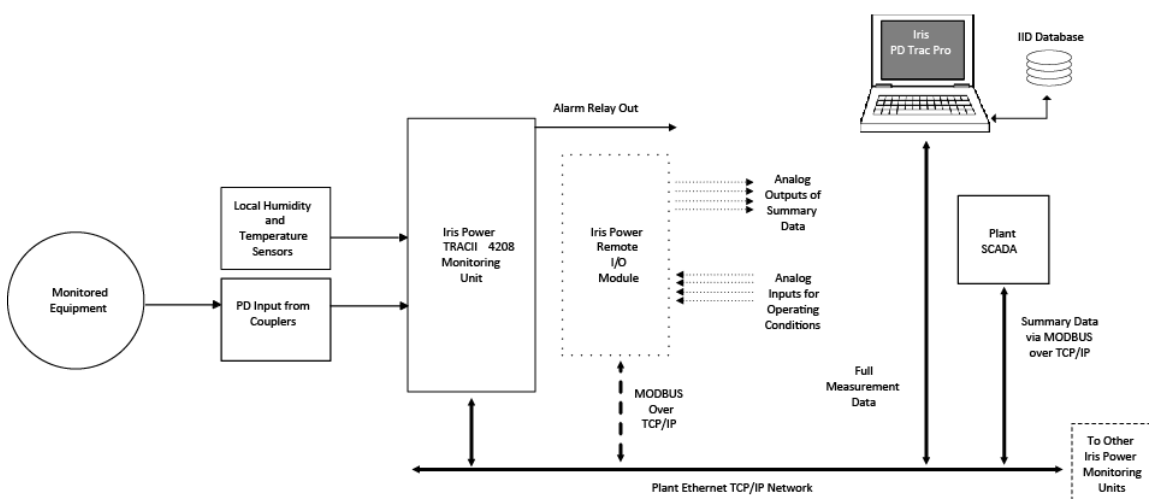 Iris
PD Trac Pro
IID Database
Alarm Relay Out
Local Humidity
and
Temperature
Sensors
Iris Power
TRACII 4208
Monitoring
Unit
Iris Power
Remote
I/O
Module
Analog
Outputs of
Summary
Data
Plant
SCADA
Monitored
Equipment
PD Input from
Couplers
Analog
Inputs for
Operating
Conditions
Summary Data
via MODBUS
over TCP/IP
Full
Measurement
Data
MODBUS
Over
TCP/IP
To Other
Iris Power
Monitoring
Units
Plant Ethernet TCP/IP Network